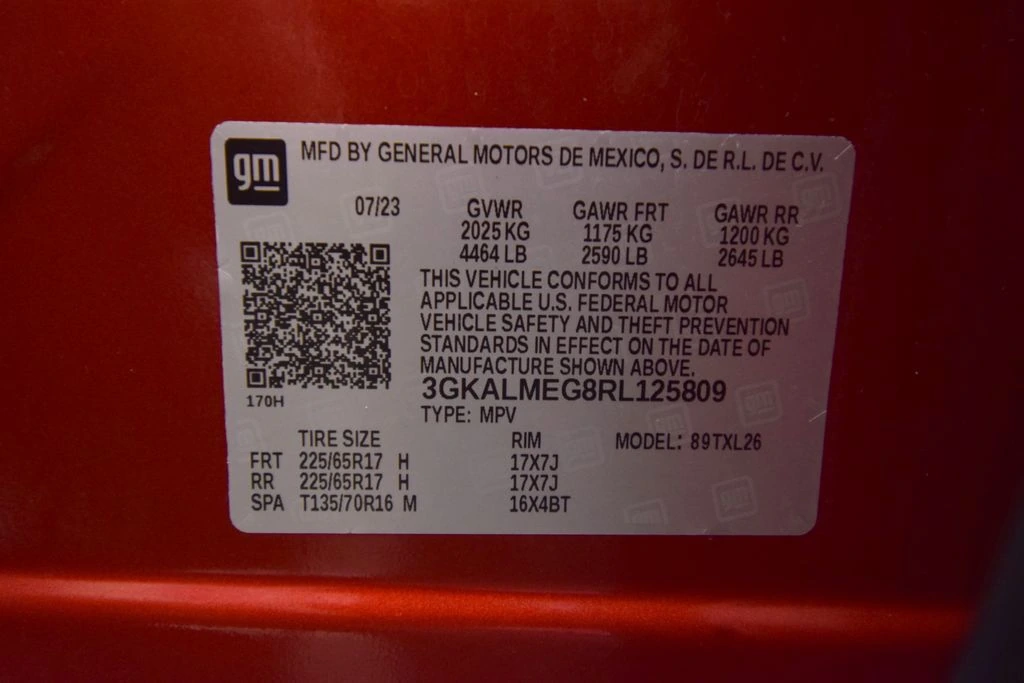 gm
MFD BY GENERAL MOTORS DE MEXICO, S. DE R.L. DE C.V.
07/23 GVWR GAWR FRT GAWR RR
2025 KG 1175 KG 1200 KG
4464 LB 2590 LB 2645 LB
THIS VEHICLE CONFORMS TO ALL
APPLICABLE U.S. FEDERAL MOTOR
VEHICLE SAFETY AND THEFT PREVENTION
STANDARDS IN EFFECT ON THE DATE OF
MANUFACTURE SHOWN ABOVE.
3GKALMEG8RL125809
170H
TYPE: MPV
TIRE SIZE RIM MODEL: 89TXL26
FRT 225/65R17 H 17X7J
RR 225/65R17 H 17X7J
SPA T135/70R16 M 16X4BT